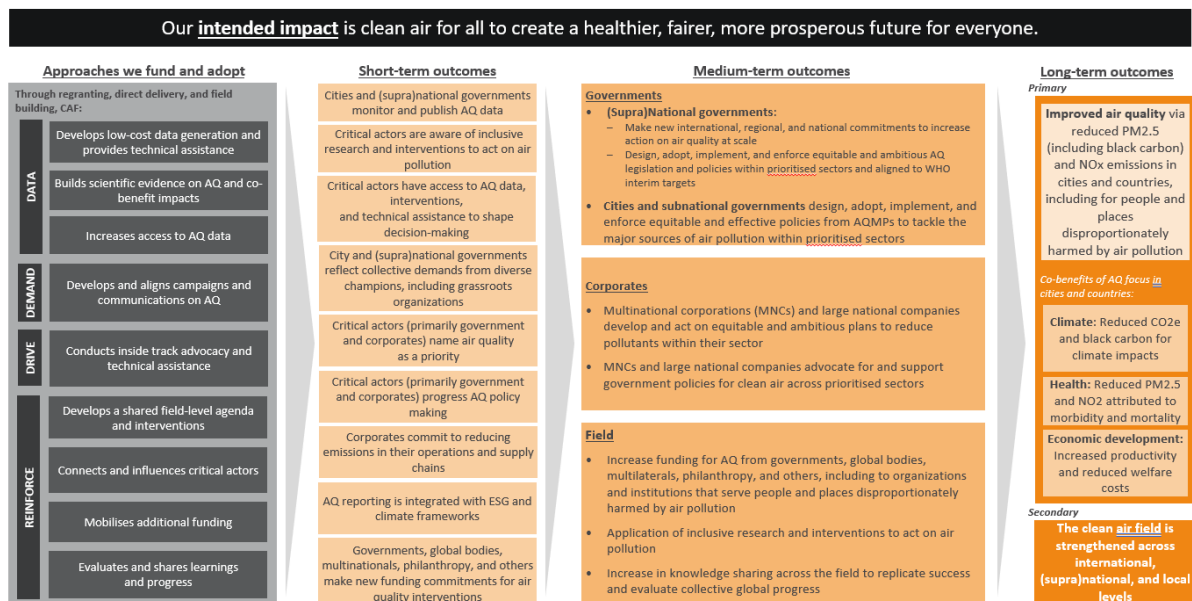 Our intended impact is clean air for all to create a healthier, fairer, more prosperous future for everyone.
Approaches we fund and adopt
Through regranting, direct delivery, and field
building, CAF:
DATA
Develops low-cost data generation and
provides technical assistance
Builds scientific evidence on AQ and co-
benefit impacts
Increases access to AQ data
DEMAND
Develops and aligns campaigns and
communications on AQ
DRIVE
Conducts inside track advocacy and
technical assistance
REINFORCE
Develops a shared field-level agenda
and interventions
Connects and influences critical actors
Mobilises additional funding
Evaluates and shares learnings
and progress
Short-term outcomes
Cities and (supra)national governments
monitor and publish AQ data
Critical actors are aware of inclusive
research and interventions to act on air
pollution
Critical actors have access to AQ data,
interventions,
and technical assistance to shape
decision-making
City and (supra)national governments
reflect collective demands from diverse
champions, including grassroots
organizations
Critical actors (primarily government
and corporates) name air quality
as a priority
Critical actors (primarily government
and corporates) progress AQ policy
making
Corporates commit to reducing
emissions in their operations and supply
chains
AQ reporting is integrated with ESG and
climate frameworks
Governments, global bodies,
multinationals, philanthropy, and others
make new funding commitments for air
quality interventions
Medium-term outcomes
Governments
• (Supra)National governments:
– Make new international, regional, and national commitments to increase
action on air quality at scale
– Design, adopt, implement, and enforce equitable and ambitious AQ
legislation and policies within prioritised sectors and aligned to WHO
interim targets
• Cities and subnational governments design, adopt, implement, and
enforce equitable and effective policies from AQMPs to tackle the
major sources of air pollution within prioritised sectors
Corporates
• Multinational corporations (MNCs) and large national companies
develop and act on equitable and ambitious plans to reduce
pollutants within their sector
• MNCs and large national companies advocate for and support
government policies for clean air across prioritised sectors
Field
• Increase funding for AQ from governments, global bodies,
multilaterals, philanthropy, and others, including to organizations
and institutions that serve people and places disproportionately
harmed by air pollution
• Application of inclusive research and interventions to act on air
pollution
• Increase in knowledge sharing across the field to replicate success
and evaluate collective global progress
Long-term outcomes
Primary
Improved air quality via
reduced PM2.5
(including black carbon)
and NOx emissions in
cities and countries,
including for people and
places
disproportionately
harmed by air pollution
Co-benefits of AQ focus in
cities and countries:
Climate: Reduced CO2e
and black carbon for
climate impacts
Health: Reduced PM2.5
and NO2 attributed to
morbidity and mortality
Economic development:
Increased productivity
and reduced welfare
costs
Secondary
The clean air field is
strengthened across
international,
(supra)national, and local
levels